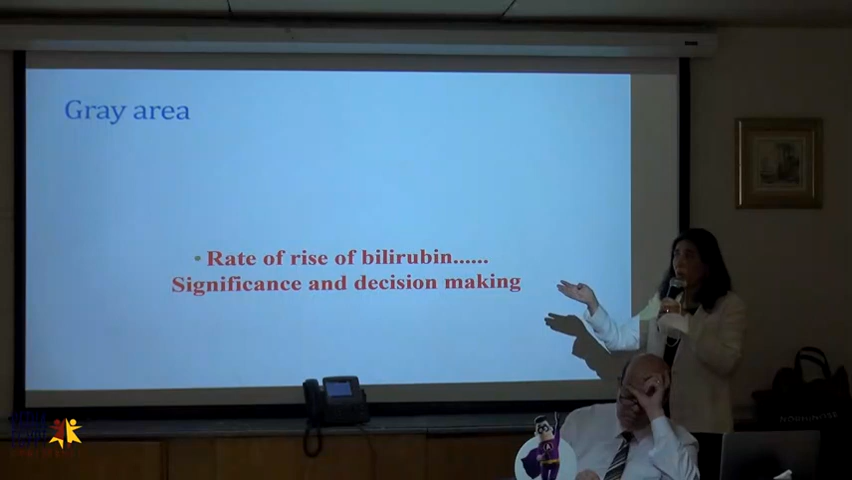 Gray area
• Rate of rise of bilirubin......
Significance and decision making